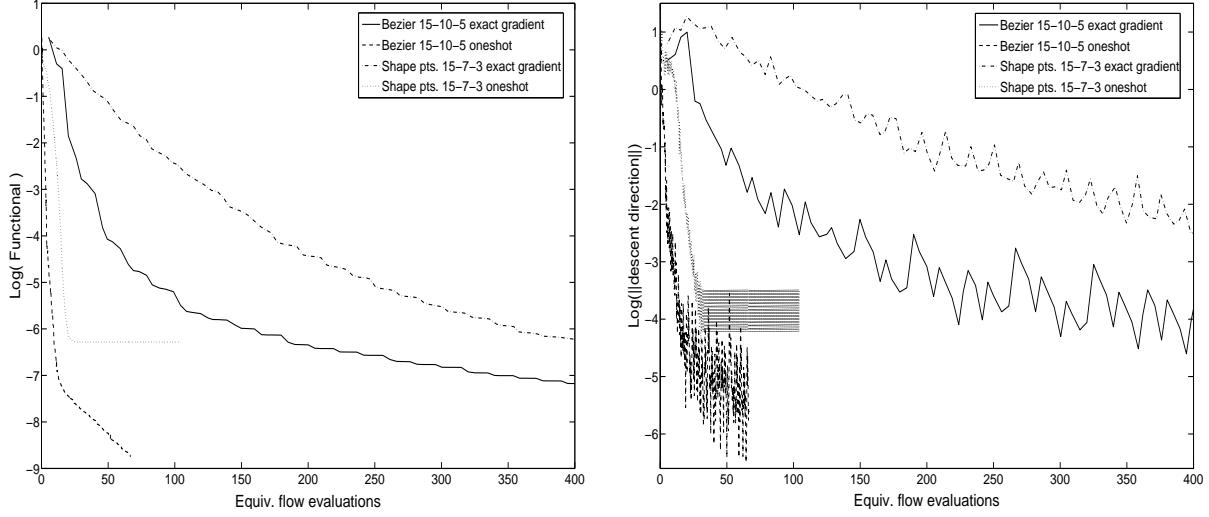 1
0
−1
−2
−3
−4
−5
−6
−7
−8
−9
Log( Functional )
0 50 100 150 200 250 300 350 400
Equiv. flow evaluations
Bezier 15−10−5 exact gradient
Bezier 15−10−5 oneshot
Shape pts. 15−7−3 exact gradient
Shape pts. 15−7−3 oneshot
1
0
−1
−2
−3
−4
−5
−6
Log(||descent direction||)
0 50 100 150 200 250 300 350 400
Equiv. flow evaluations
Bezier 15−10−5 exact gradient
Bezier 15−10−5 oneshot
Shape pts. 15−7−3 exact gradient
Shape pts. 15−7−3 oneshot